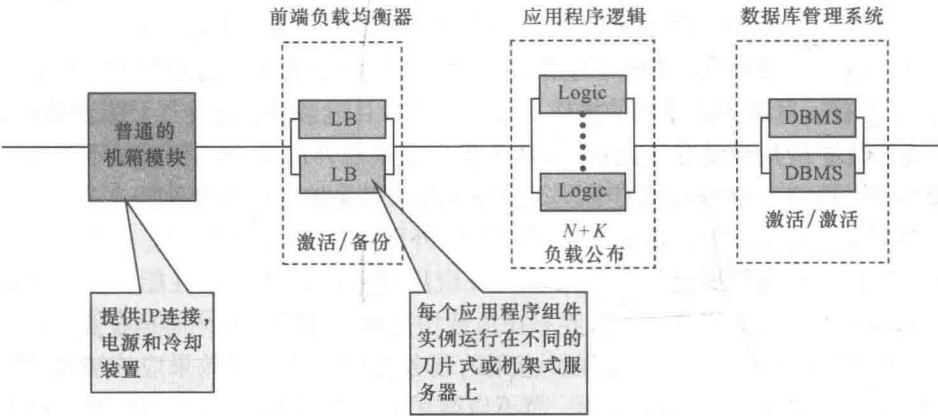 前端负载均衡器
应用程序逻辑
数据库管理系统
普通的
机箱模块
LB
LB
激活/备份
Logic
Logic
N+K
负载公布
DBMS
DBMS
激活/激活
提供IP连接，
电源和冷却
装置
每个应用程序组件
实例运行在不同的
刀片式或机架式服
务器上